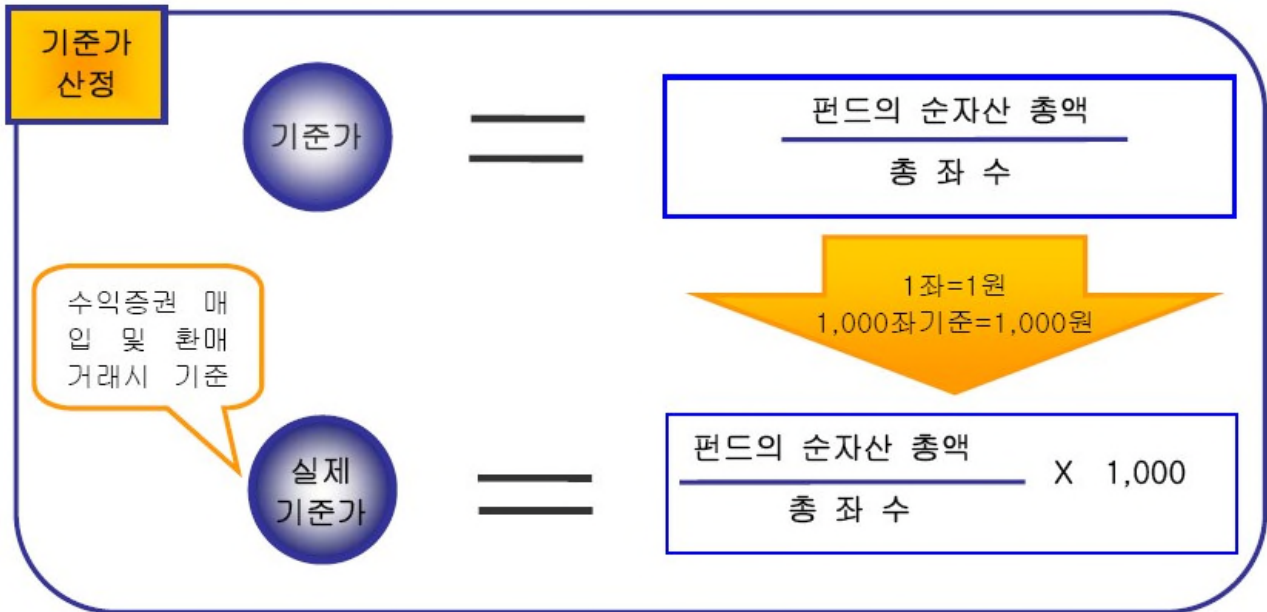 기준가
산정
기준가
펀드의 순자산 총액
총 좌 수
1좌=1원
1,000좌기준=1,000원
수익증권 매
입 및 환매
거래시 기준
실제
기준가
펀드의 순자산 총액
X 1,000
총 좌 수